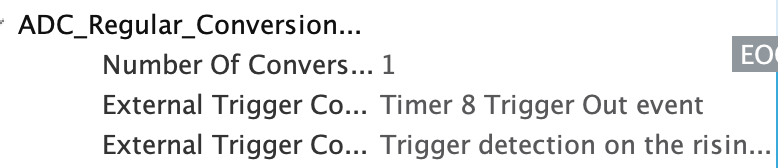 ADC_Regular_Conversion...
Number Of Convers... 1
External Trigger Co... Timer 8 Trigger Out event
External Trigger Co... Trigger detection on the risin...